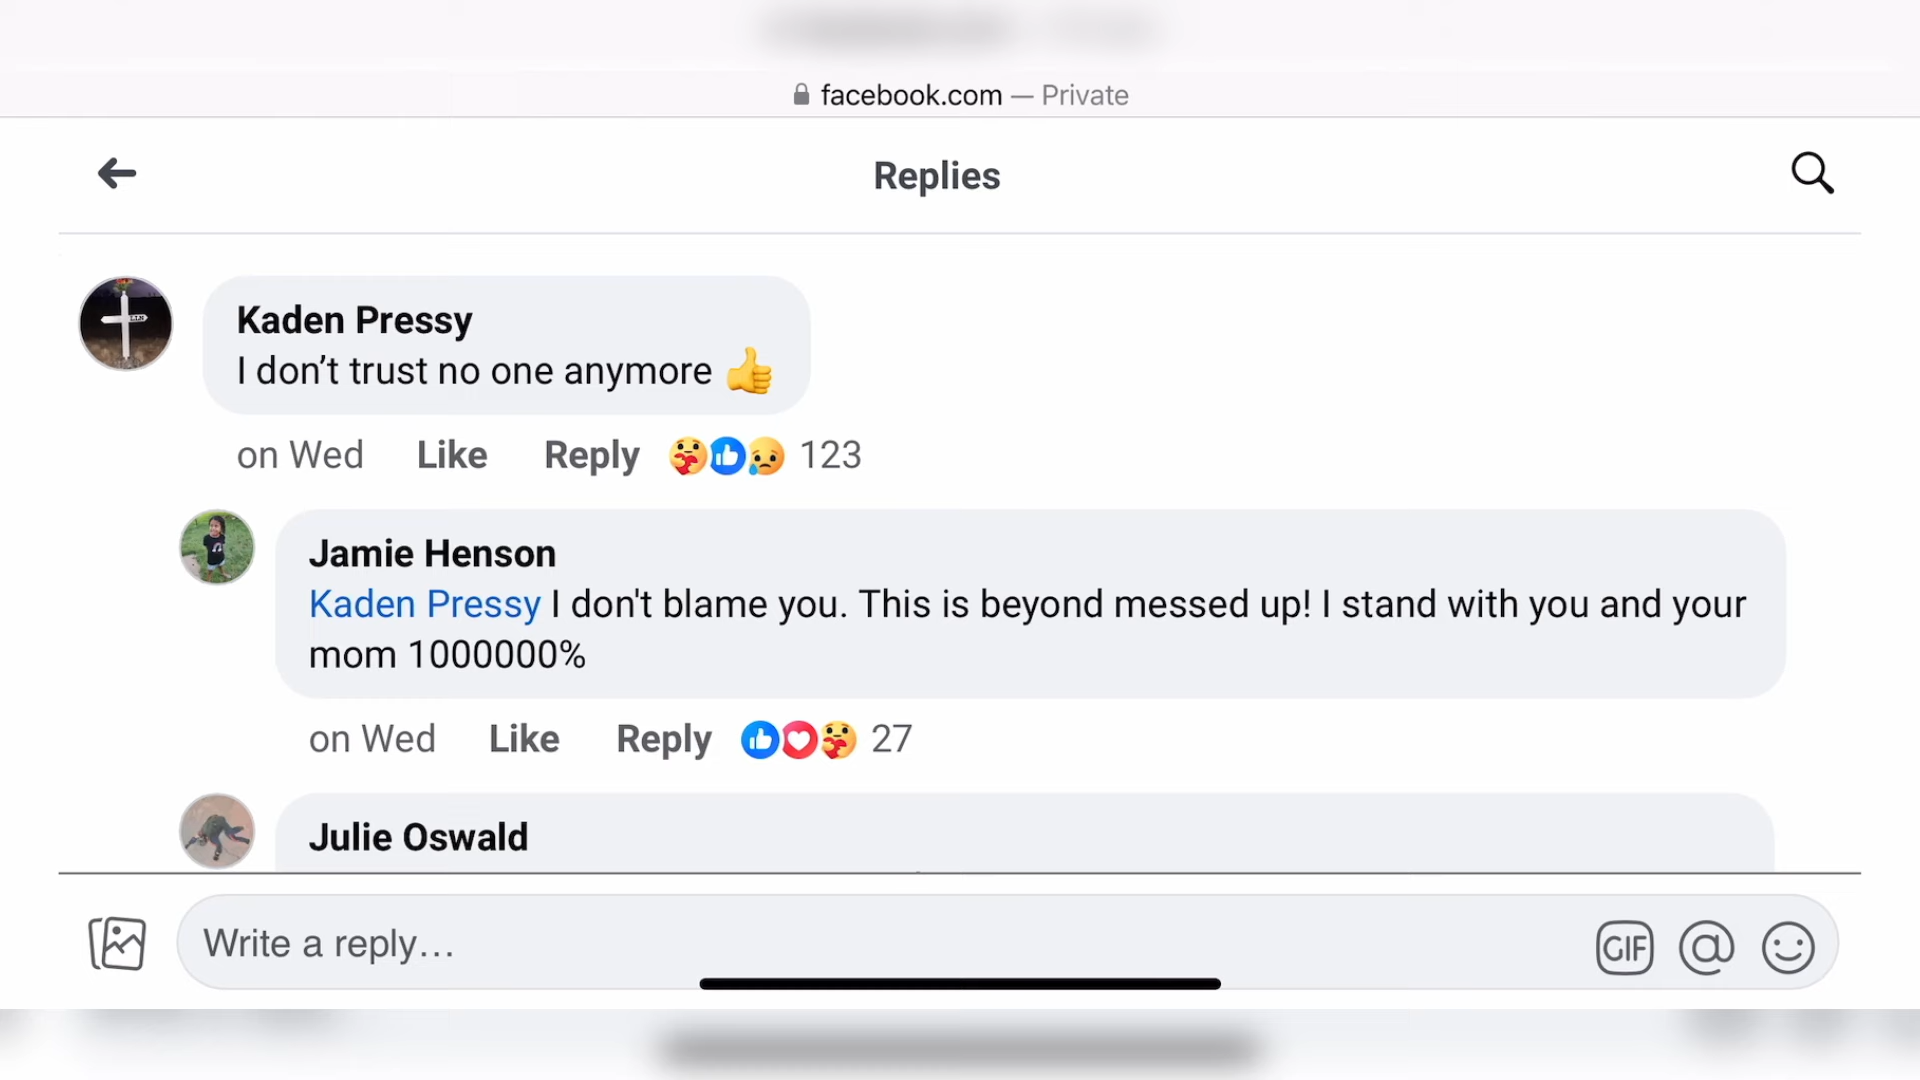 facebook.com — Private
Replies
Kaden Pressy
I don’t trust no one anymore 👍
on Wed Like Reply 123
Jamie Henson
Kaden Pressy I don't blame you. This is beyond messed up! I stand with you and your
mom 1000000%
on Wed Like Reply 27
Julie Oswald
Write a reply…
GIF